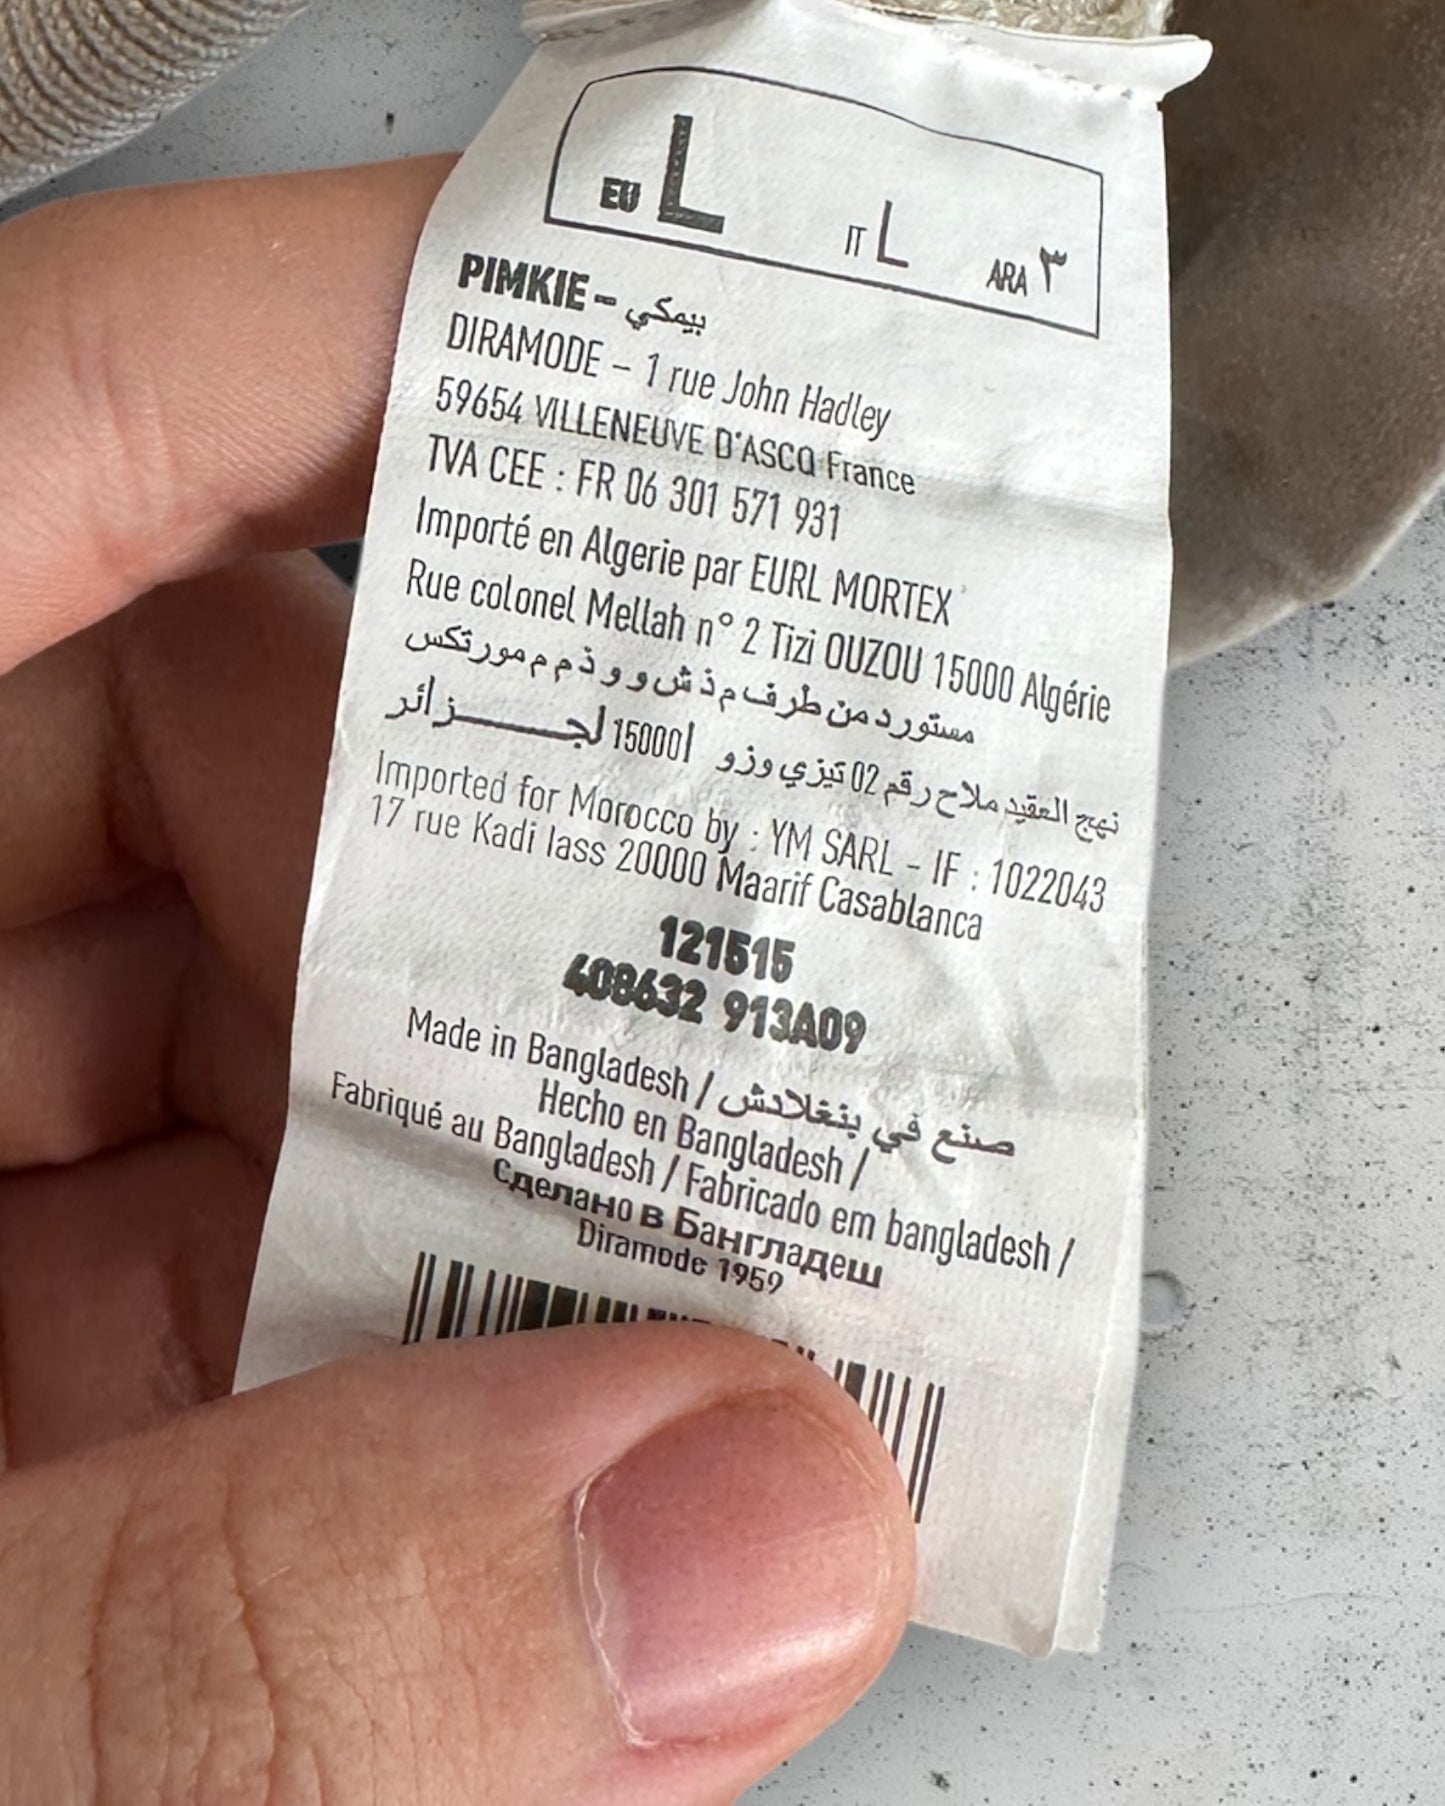 EU L IT L ARA ٣
PIMKIE – بيمكي
DIRAMODE – 1 rue John Hadley
59654 VILLENEUVE D'ASCQ France
TVA CEE : FR 06 301 571 931
Importé en Algerie par EURL MORTEX
Rue colonel Mellah n° 2 Tizi OUZOU 15000 Algérie
مستورد من طرف م ذ ش و و ذ م م مورتكس
نهج العقيد ملاح رقم 02 تيزي وزو 15000 الجـــزائر
Imported for Morocco by : YM SARL – IF : 1022043
17 rue Kadi Iass 20000 Maarif Casablanca
121515
408632 913A09
Made in Bangladesh / صنع في بنغلادش
Hecho en Bangladesh /
Fabriqué au Bangladesh / Fabricado em bangladesh /
Сделано в Бангладеш
Diramode 1959